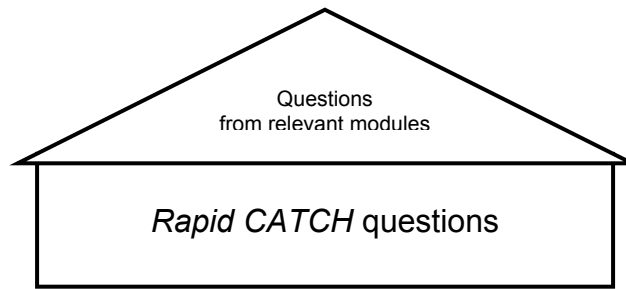 Questions
from relevant modules
Rapid CATCH questions